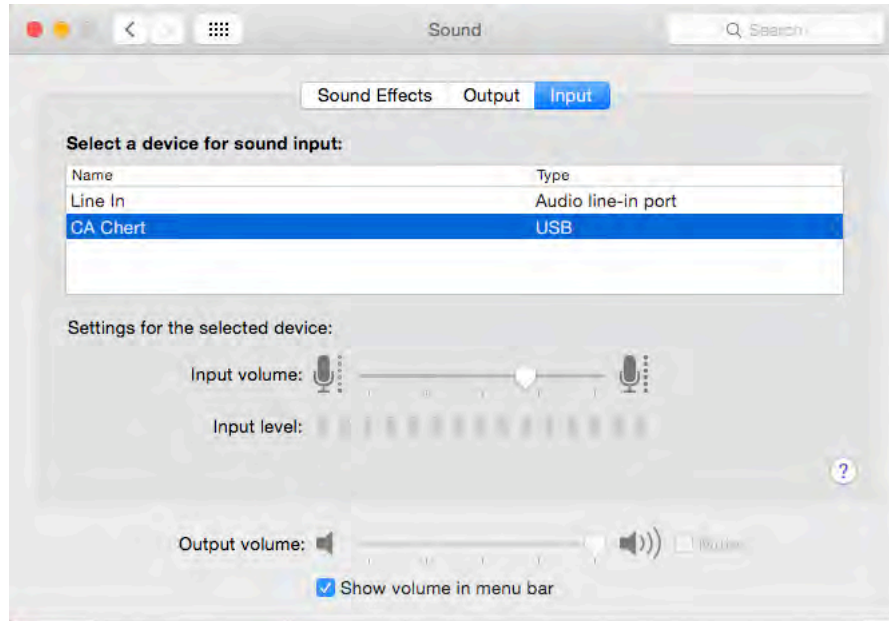 Sound
Search
Sound Effects Output Input
Select a device for sound input:
Name Type
Line In Audio line-in port
CA Chert USB
Settings for the selected device:
Input volume:
Input level:
?
Output volume:
Show volume in menu bar